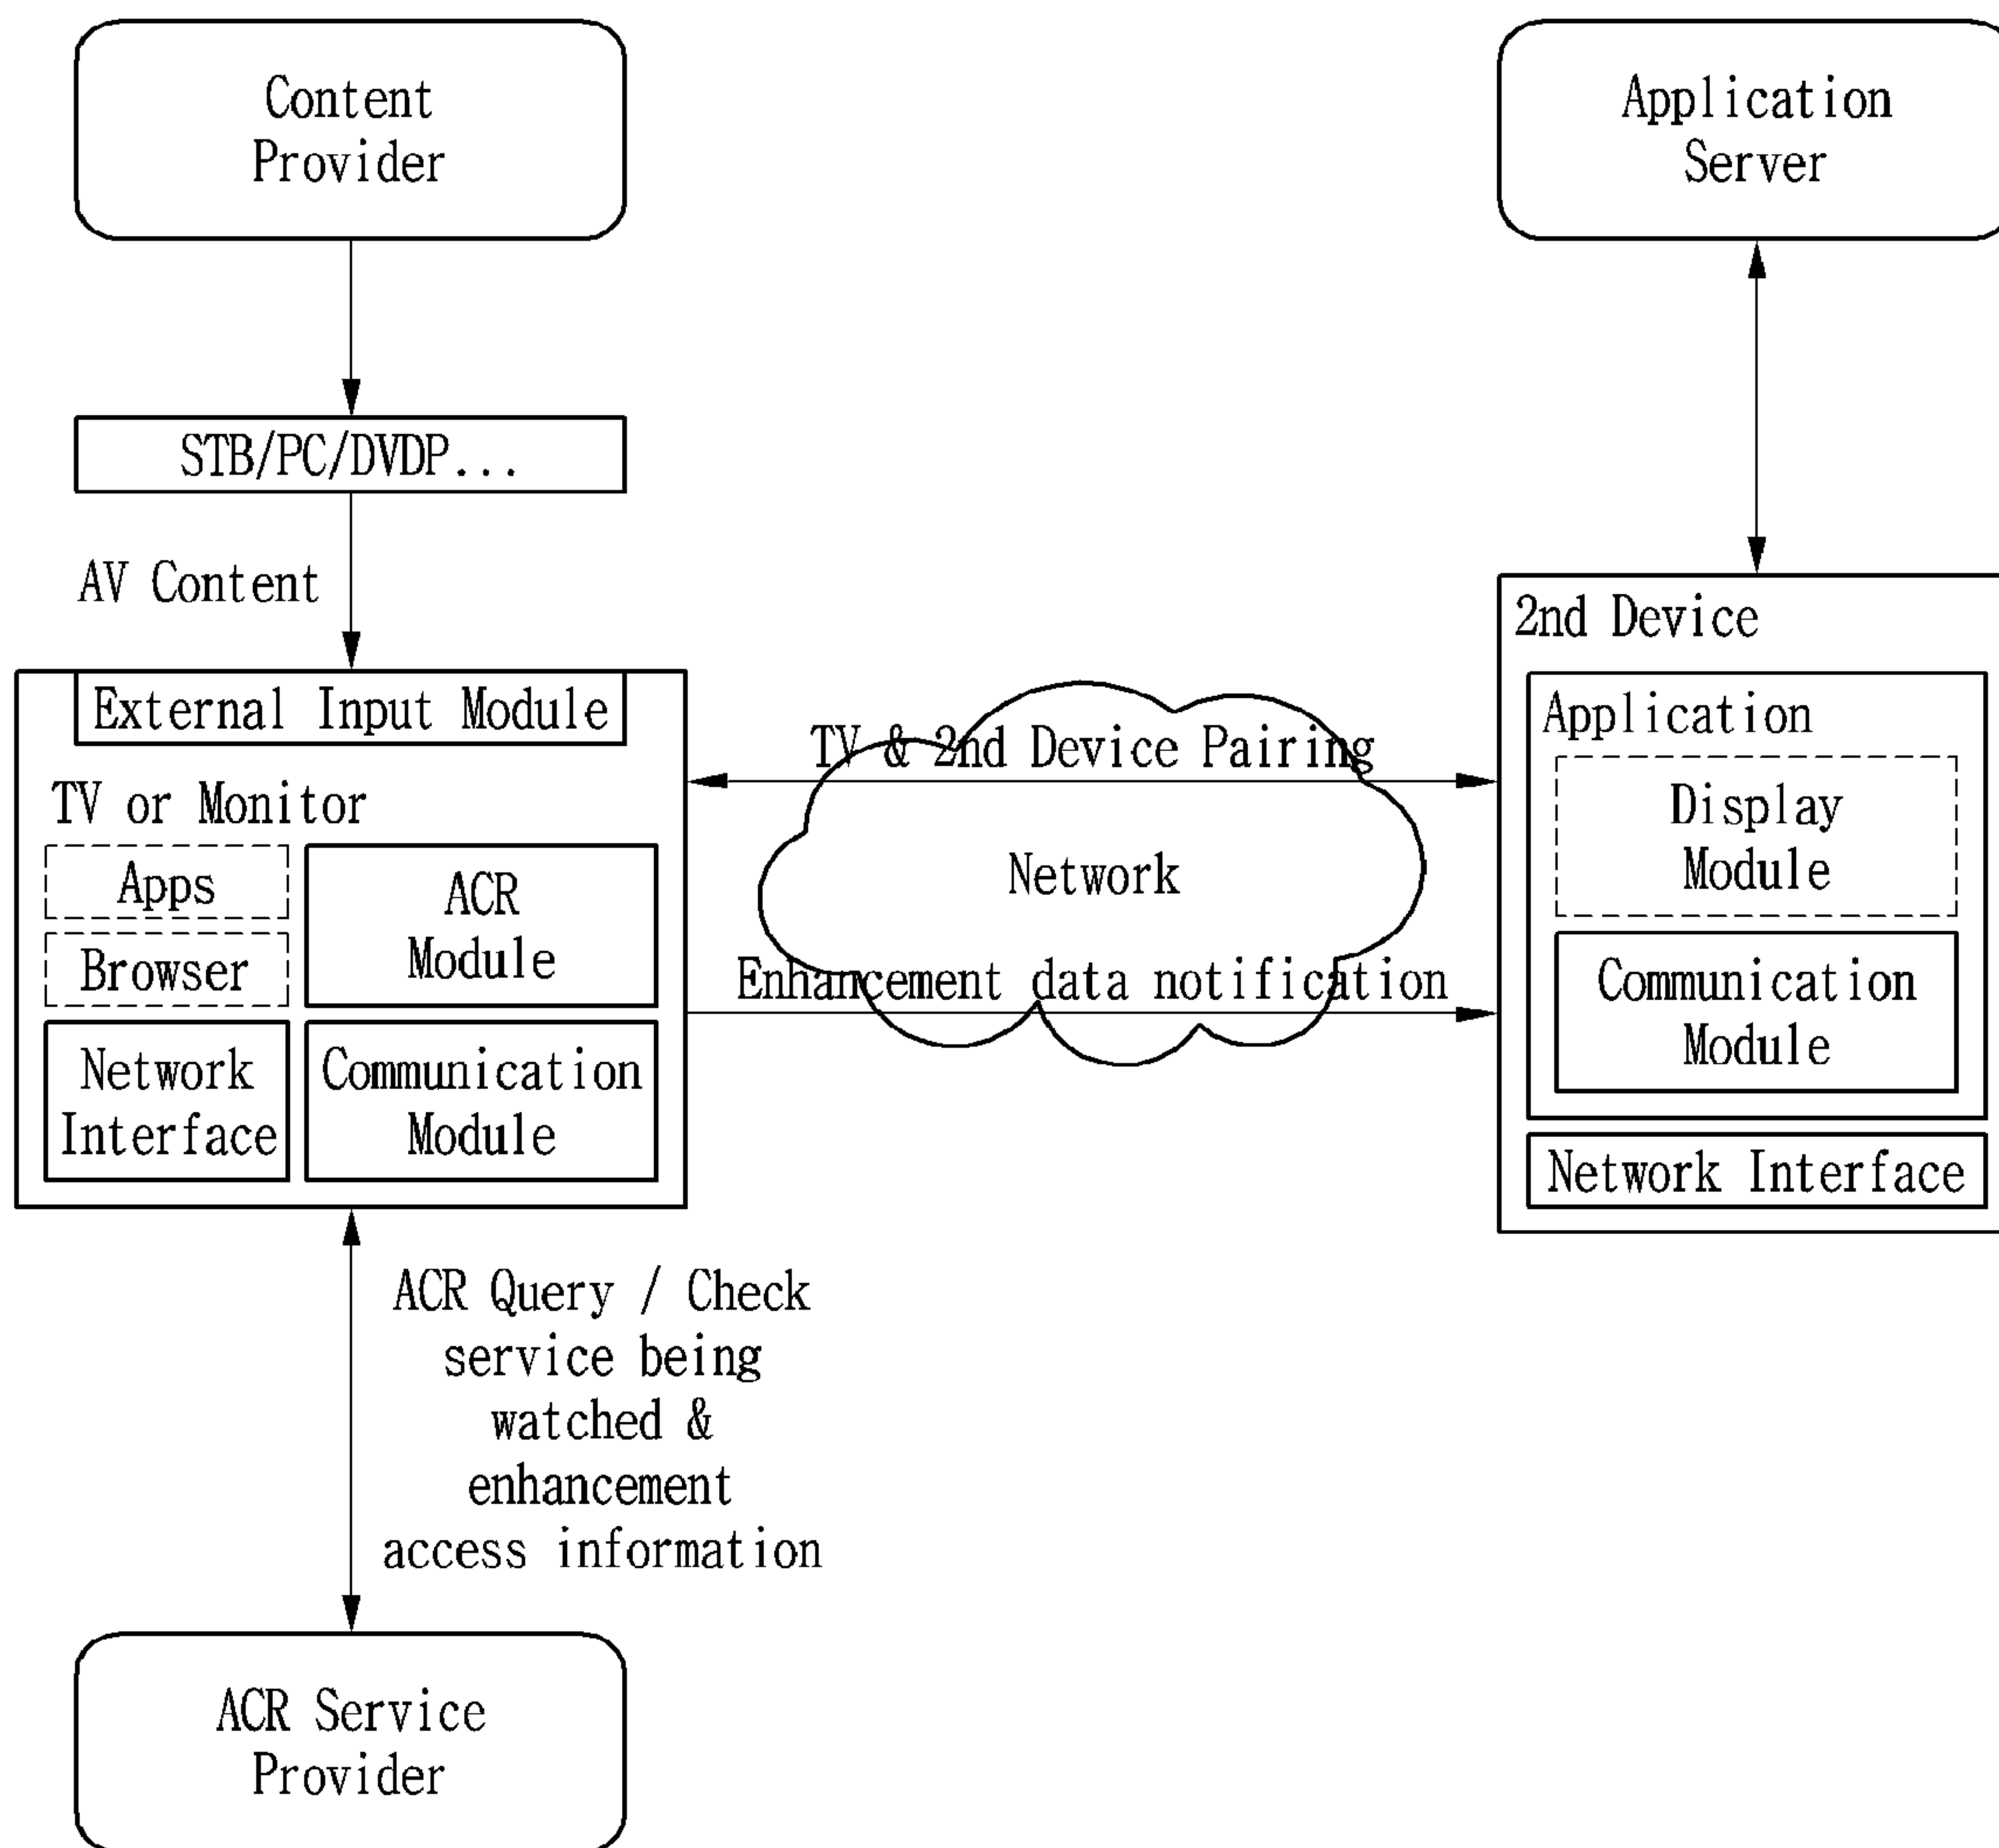 Content
Provider
Application
Server
STB/PC/DVDP...
AV Content
2nd Device
External Input Module
Application
TV & 2nd Device Pairing
TV or Monitor
Display
Module
Apps
ACR
Module
Network
Browser
Enhancement data notification
Communication
Module
Network
Interface
Communication
Module
Network Interface
ACR Query / Check
service being
watched &
enhancement
access information
ACR Service
Provider